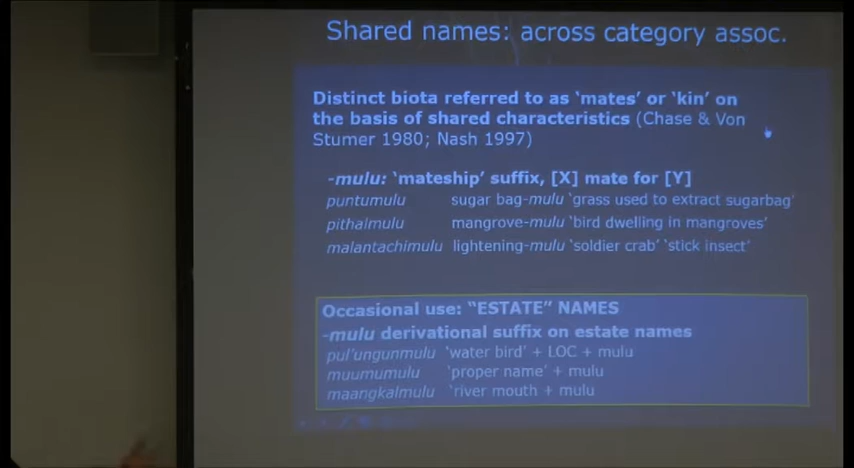 Shared names: across category assoc.
Distinct biota referred to as ‘mates’ or ‘kin’ on
the basis of shared characteristics (Chase & Von
Stumer 1980; Nash 1997)
-mulu: ‘mateship’ suffix, [X] mate for [Y]
puntumulu sugar bag-mulu ‘grass used to extract sugarbag’
pithalmulu mangrove-mulu ‘bird dwelling in mangroves’
malantachimulu lightening-mulu ‘soldier crab’ ‘stick insect’
Occasional use: “ESTATE” NAMES
-mulu derivational suffix on estate names
pul'ungunmulu ‘water bird’ + LOC + mulu
muumumulu ‘proper name’ + mulu
maangkalmulu ‘river mouth + mulu